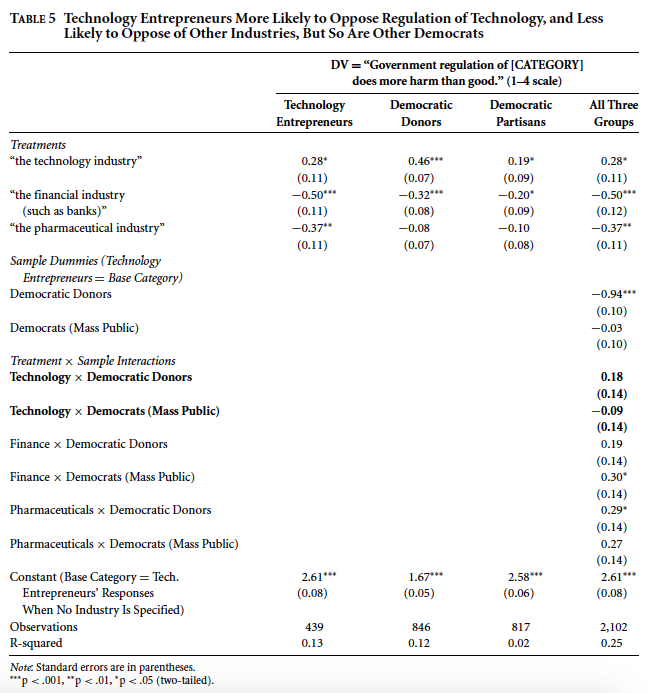 TABLE 5 Technology Entrepreneurs More Likely to Oppose Regulation of Technology, and Less
Likely to Oppose of Other Industries, But So Are Other Democrats
DV = “Government regulation of [CATEGORY]
does more harm than good.” (1–4 scale)
Technology Democratic Democratic All Three
Entrepreneurs Donors Partisans Groups
Treatments
“the technology industry” 0.28* 0.46*** 0.19* 0.28*
(0.11) (0.07) (0.09) (0.11)
“the financial industry −0.50*** −0.32*** −0.20* −0.50***
(such as banks)” (0.11) (0.08) (0.09) (0.12)
“the pharmaceutical industry” −0.37** −0.08 −0.10 −0.37**
(0.11) (0.07) (0.08) (0.11)
Sample Dummies (Technology
Entrepreneurs = Base Category)
Democratic Donors −0.94***
(0.10)
Democrats (Mass Public) −0.03
(0.10)
Treatment × Sample Interactions
Technology × Democratic Donors 0.18
(0.14)
Technology × Democrats (Mass Public) −0.09
(0.14)
Finance × Democratic Donors 0.19
(0.14)
Finance × Democrats (Mass Public) 0.30*
(0.14)
Pharmaceuticals × Democratic Donors 0.29*
(0.14)
Pharmaceuticals × Democrats (Mass Public) 0.27
(0.14)
Constant (Base Category = Tech. 2.61*** 1.67*** 2.58*** 2.61***
Entrepreneurs’ Responses (0.08) (0.05) (0.06) (0.08)
When No Industry Is Specified)
Observations 439 846 817 2,102
R-squared 0.13 0.12 0.02 0.25
Note: Standard errors are in parentheses.
***p < .001, **p < .01, *p < .05 (two-tailed).